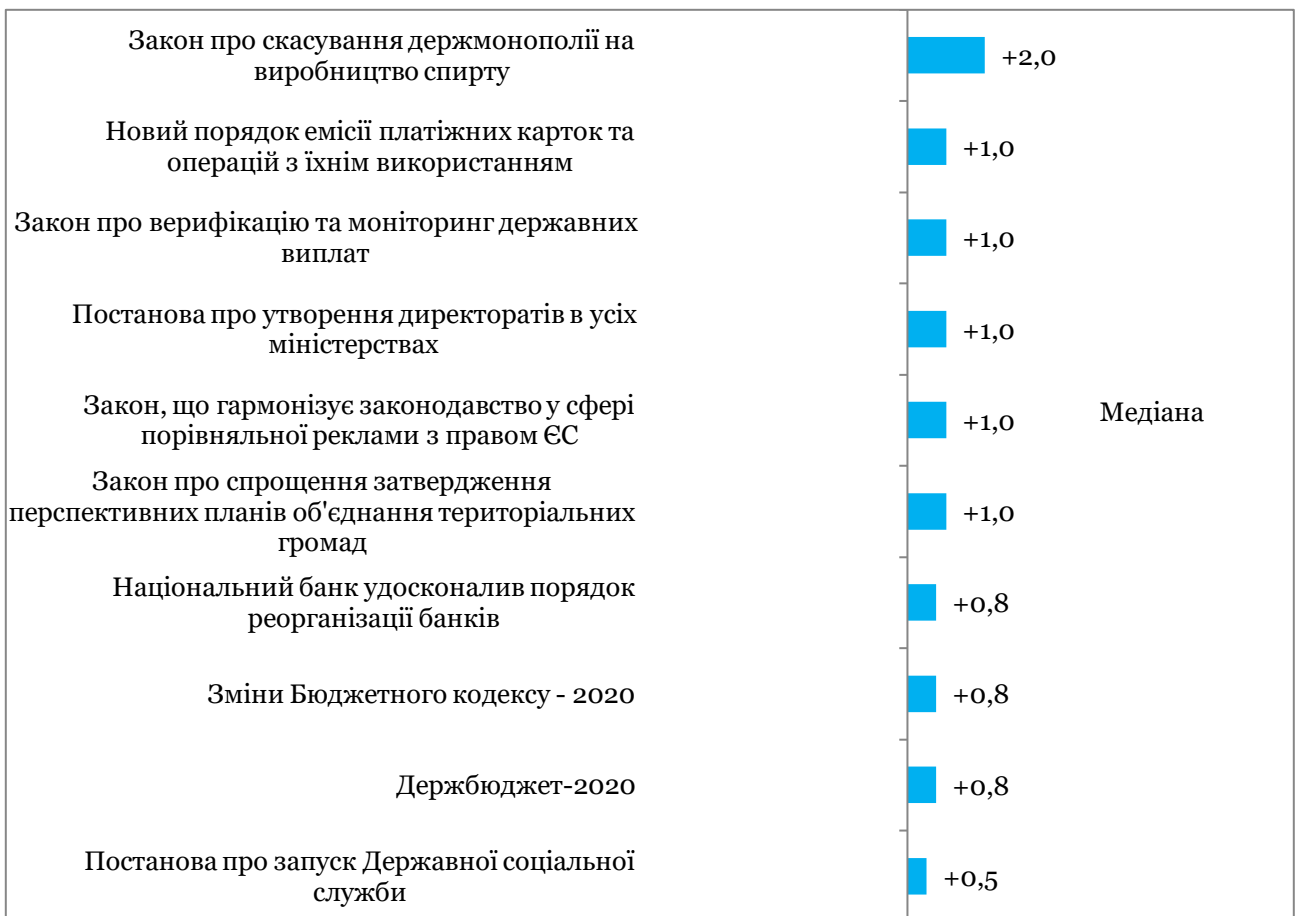 Закон про скасування держмонополії на
виробництво спирту
+2,0
Новий порядок емісії платіжних карток та
операцій з їхнім використанням
+1,0
Закон про верифікацію та моніторинг державних
виплат
+1,0
Постанова про утворення директоратів в усіх
міністерствах
+1,0
Закон, що гармонізує законодавство у сфері
порівняльної реклами з правом ЄС
+1,0
Медіана
Закон про спрощення затвердження
перспективних планів об'єднання територіальних
громад
+1,0
Національний банк удосконалив порядок
реорганізації банків
+0,8
Зміни Бюджетного кодексу - 2020
+0,8
Держбюджет-2020
+0,8
Постанова про запуск Державної соціальної
служби
+0,5